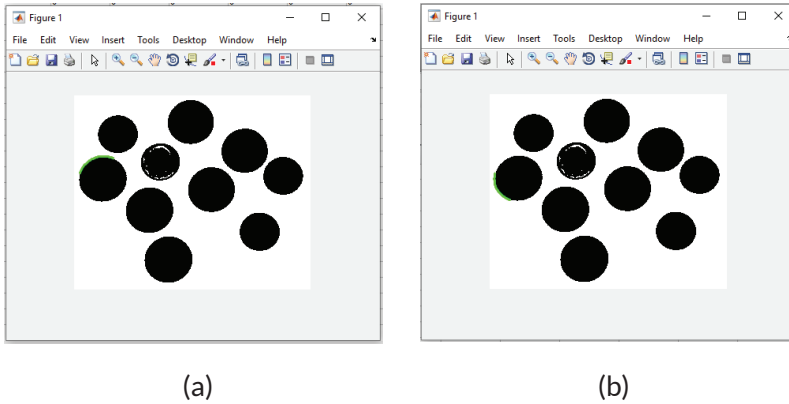 Figure 1
File Edit View Insert Tools Desktop Window Help
Figure 1
File Edit View Insert Tools Desktop Window Help
(a)
(b)